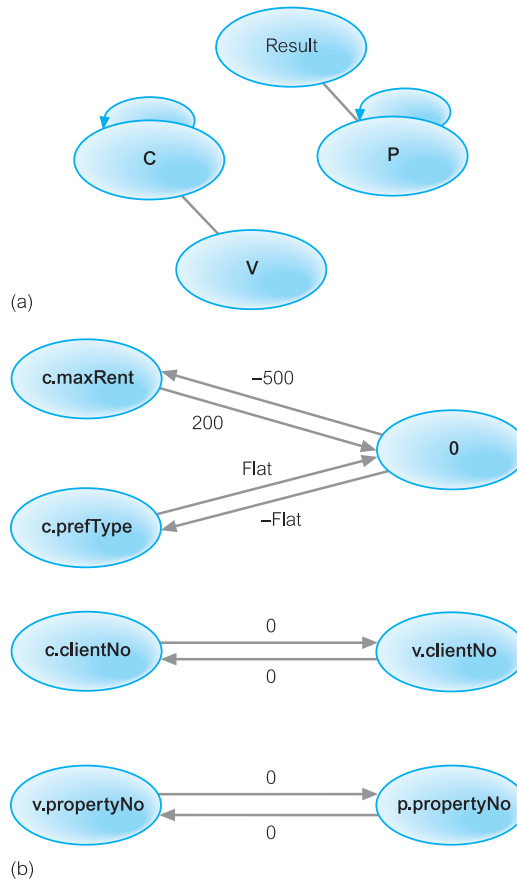 Result
C
P
V
(a)
c.maxRent
–500
200
0
Flat
–Flat
c.prefType
c.clientNo
0
0
v.clientNo
v.propertyNo
0
0
p.propertyNo
(b)